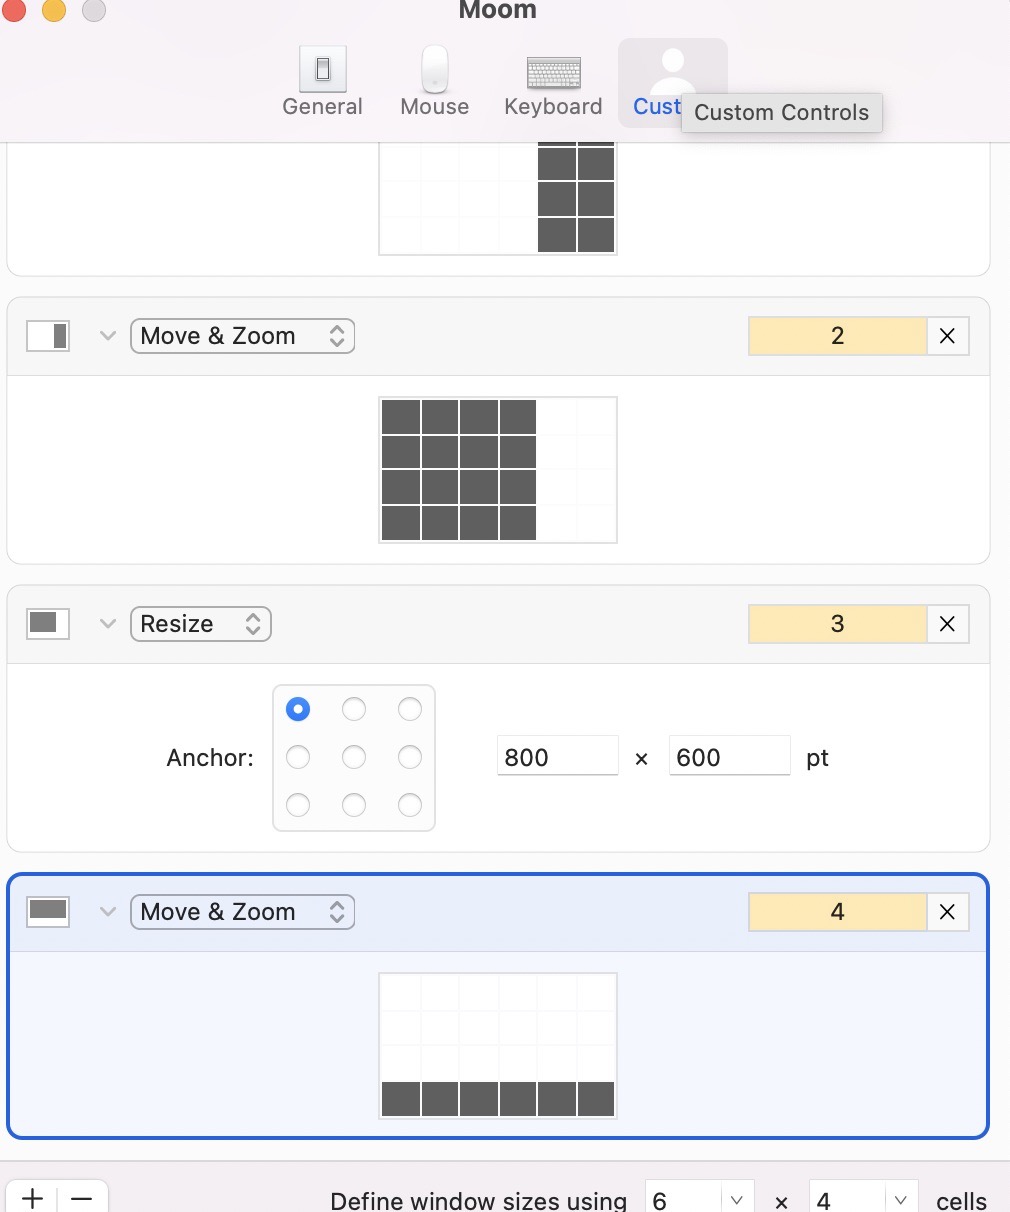 Moom
General
Mouse
Keyboard
Cust
Custom Controls
Move & Zoom
2
Resize
3
Anchor:
800 × 600 pt
Move & Zoom
4
Define window sizes using 6 × 4 cells